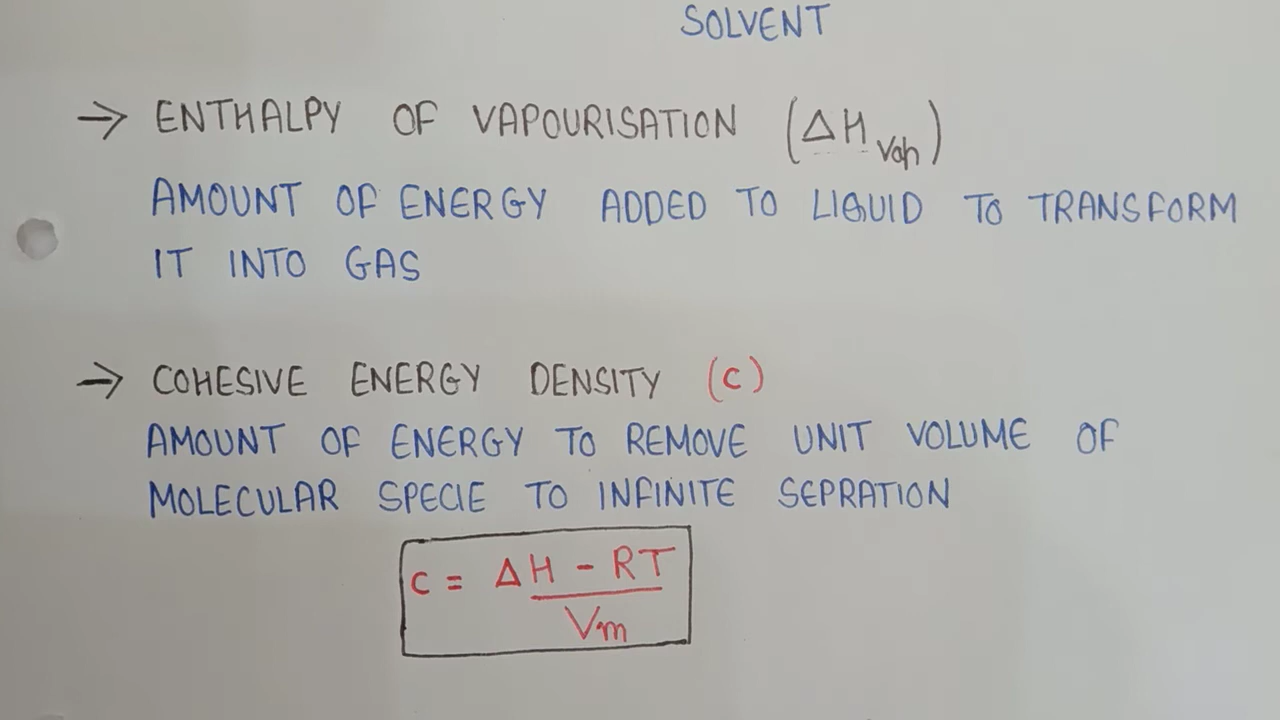 SOLVENT
→ ENTHALPY OF VAPOURISATION (ΔH vap)
AMOUNT OF ENERGY ADDED TO LIQUID TO TRANSFORM
IT INTO GAS
→ COHESIVE ENERGY DENSITY (C)
AMOUNT OF ENERGY TO REMOVE UNIT VOLUME OF
MOLECULAR SPECIE TO INFINITE SEPRATION
C = ΔH - RT
Vm